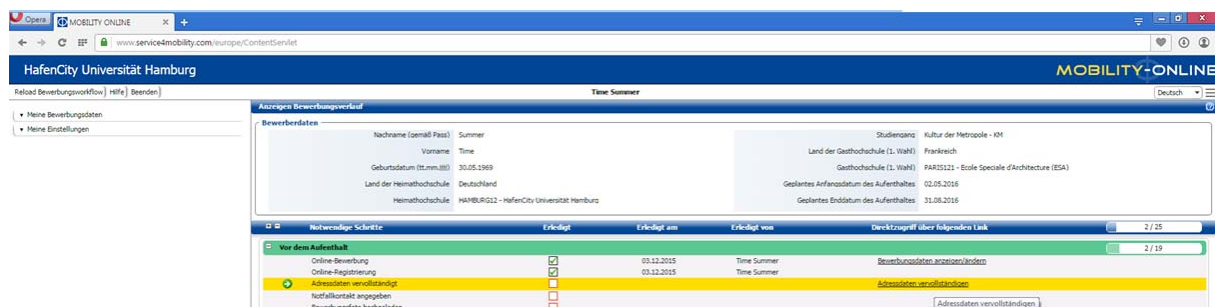 Opera MOBILITY ONLINE
www.service4mobility.com/europe/ContentServlet
HafenCity Universität Hamburg MOBILITY-ONLINE
Reload Bewerbungsworkflow Hilfe Beenden Time Summer Deutsch
Anzeigen Bewerbungsverlauf
Meine Bewerbungsdaten
Meine Einstellungen
Bewerberdaten
Nachname (gemäß Pass) Summer Studiengang Kultur der Metropole - KM
Vorname Time Land der Gasthochschule (1. Wahl) Frankreich
Geburtsdatum (tt.mm.jjjj) 30.05.1969 Gasthochschule (1. Wahl) PARIS121 - Ecole Speciale d'Architecture (ESA)
Land der Heimathochschule Deutschland Geplantes Anfangsdatum des Aufenthaltes 02.05.2016
Heimathochschule HAMBURG12 - HafenCity Universität Hamburg Geplantes Enddatum des Aufenthaltes 31.08.2016
Notwendige Schritte Erledigt Erledigt am Erledigt von Direktzugriff über folgenden Link 2 / 25
Vor dem Aufenthalt 2 / 19
Online-Bewerbung 03.12.2015 Time Summer Bewerbungsdaten anzeigen/ändern
Online-Registrierung 03.12.2015 Time Summer
Adressdaten vervollständigt Adressdaten vervollständigen
Notfallkontakt angegeben
Adressdaten vervollständigen